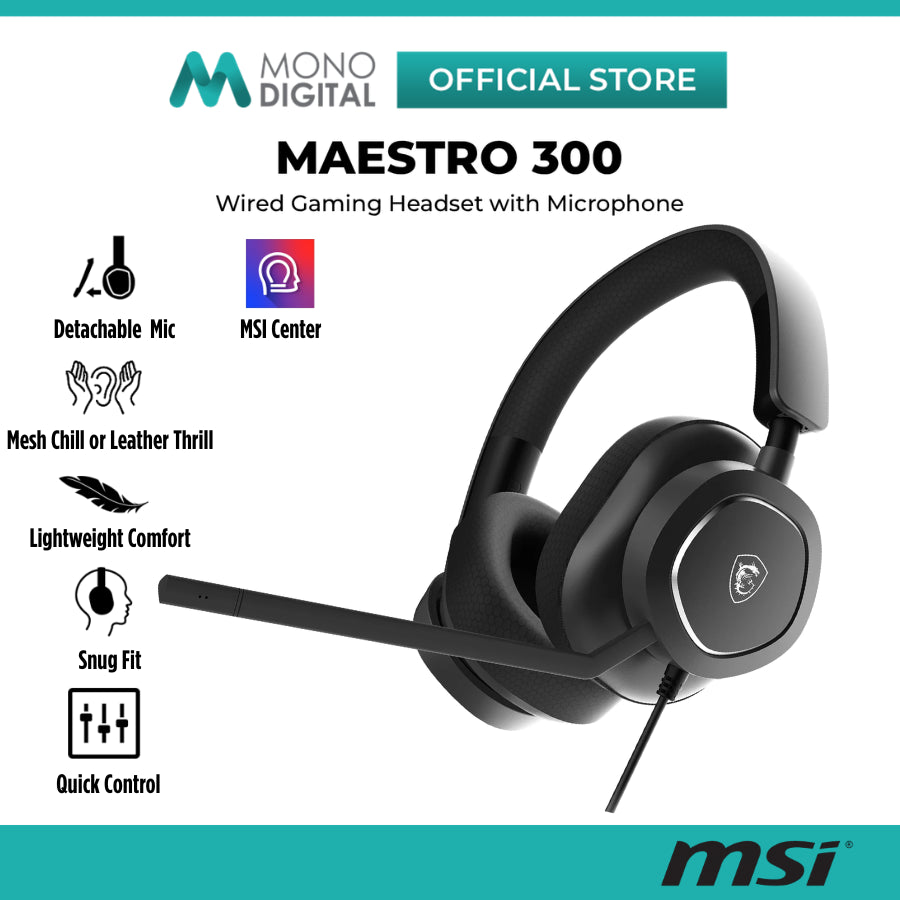 MONO
DIGITAL
OFFICIAL STORE
MAESTRO 300
Wired Gaming Headset with Microphone
Detachable Mic
MSI Center
Mesh Chill or Leather Thrill
Lightweight Comfort
Snug Fit
Quick Control
msi®